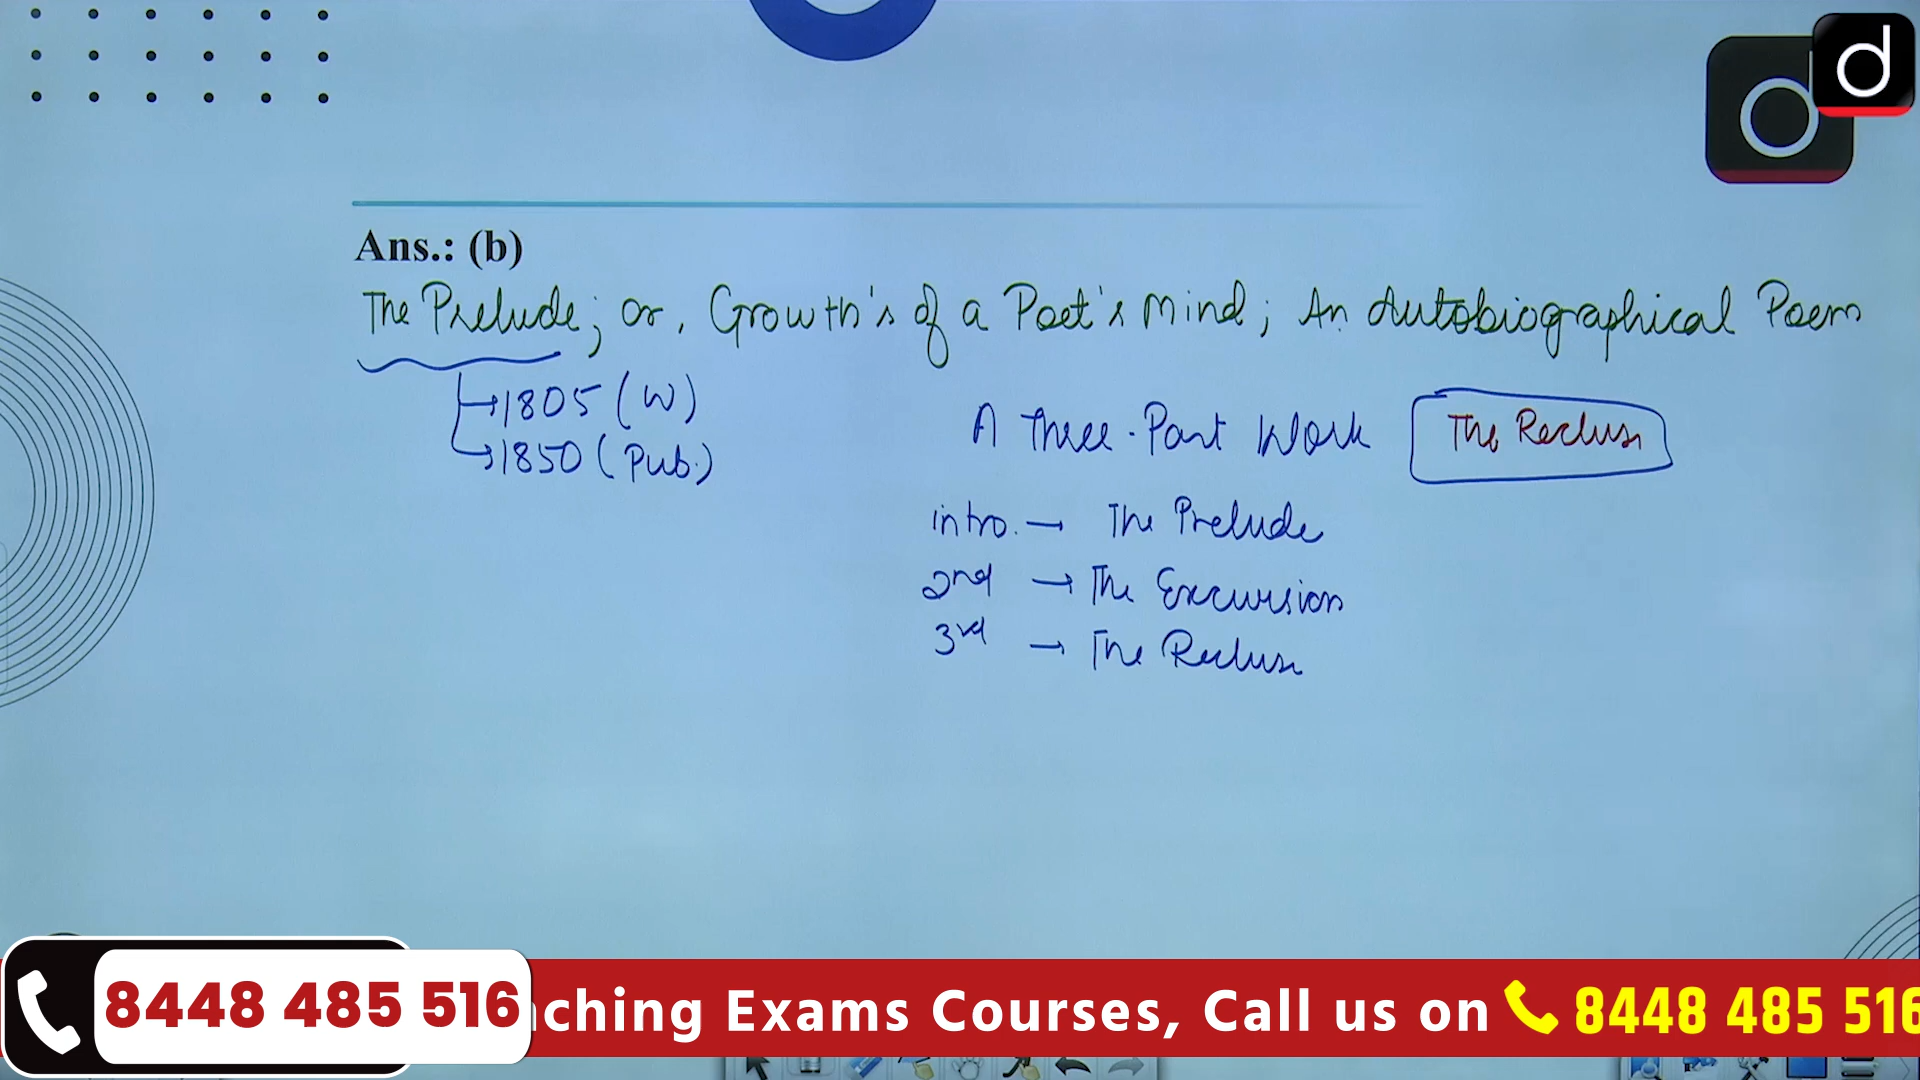 d
d
Ans.: (b)
The Prelude; or, Growth's of a Poet's Mind; An Autobiographical Poem
1805 (W)
1850 (Pub.)
A Three-Part Work The Recluse
intro. → The Prelude
2nd → The Excursion
3rd → The Recluse
8448 485 516
ching Exams Courses, Call us on 8448 485 516